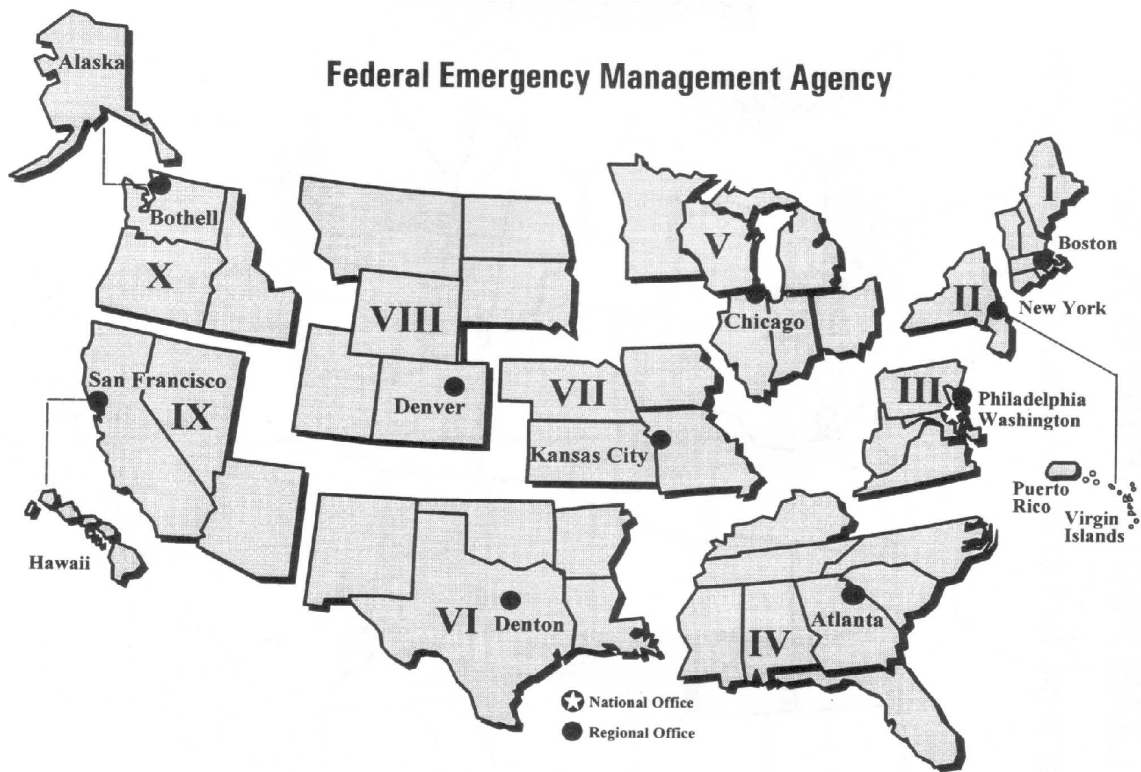 Federal Emergency Management Agency
Alaska
Bothell
X
VIII
V
I
Boston
II
New York
Chicago
San Francisco
IX
Denver
VII
Kansas City
III
Philadelphia
Washington
Puerto
Rico
Virgin
Islands
Hawaii
VI
Denton
IV
Atlanta
National Office
Regional Office